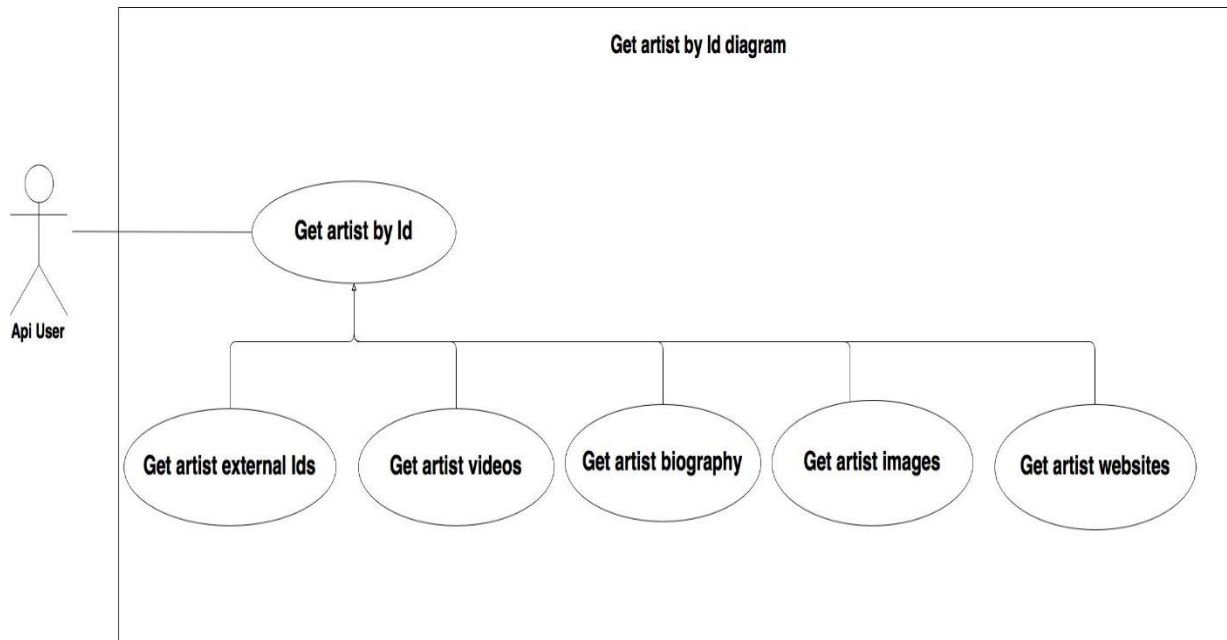 Get artist by Id diagram
Get artist by Id
Api User
Get artist external Ids
Get artist videos
Get artist biography
Get artist images
Get artist websites